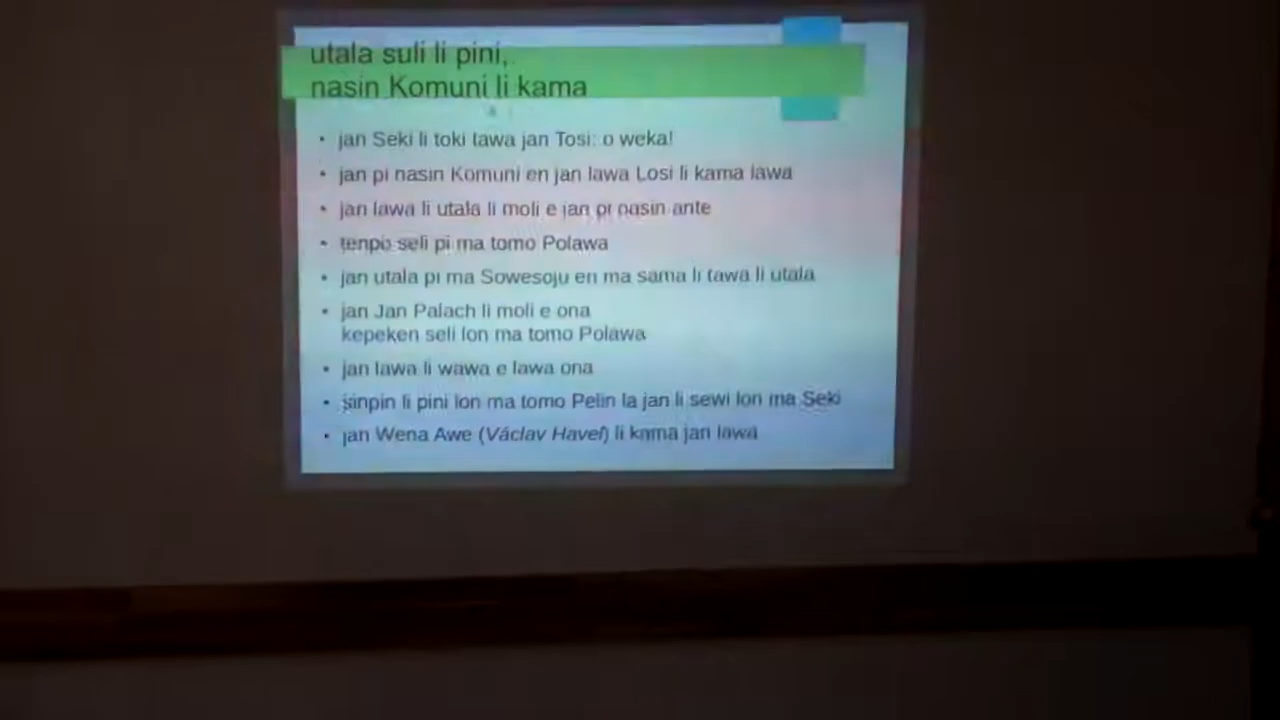 utala suli li pini,
nasin Komuni li kama
• jan Seki li toki tawa jan Tosi: o weka!
• jan pi nasin Komuni en jan lawa Losi li kama lawa
• jan lawa li utala li moli e jan pi nasin ante
• tenpo seli pi ma tomo Polawa
• jan utala pi ma Sowesoju en ma sama li tawa li utala
• jan Jan Palach li moli e ona
kepeken seli lon ma tomo Polawa
• jan lawa li wawa e lawa ona
• sinpin li pini lon ma tomo Pelin la jan li sewi lon ma Seki
• jan Wena Awe (Václav Havel) li kama jan lawa